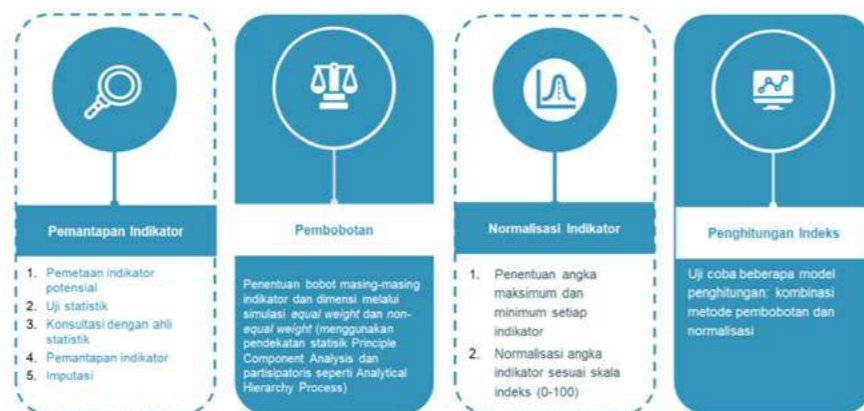 Pemantapan Indikator
1. Pemetaan indikator
potensial
2. Uji statistik
3. Konsultasi dengan ahli
statistik
4. Pemantapan indikator
5. Imputasi
Pembobotan
Penentuan bobot masing-masing
indikator dan dimensi melalui
simulasi equal weight dan non-
equal weight (menggunakan
pendekatan statisik Principle
Component Analysis dan
partisipatoris seperti Analytical
Hierarchy Process)
Normalisasi Indikator
1. Penentuan angka
maksimum dan
minimum setiap
indikator
2. Normalisasi angka
indikator sesuai skala
indeks (0-100)
Penghitungan Indeks
Uji coba beberapa model
penghitungan: kombinasi
metode pembobotan dan
normalisasi